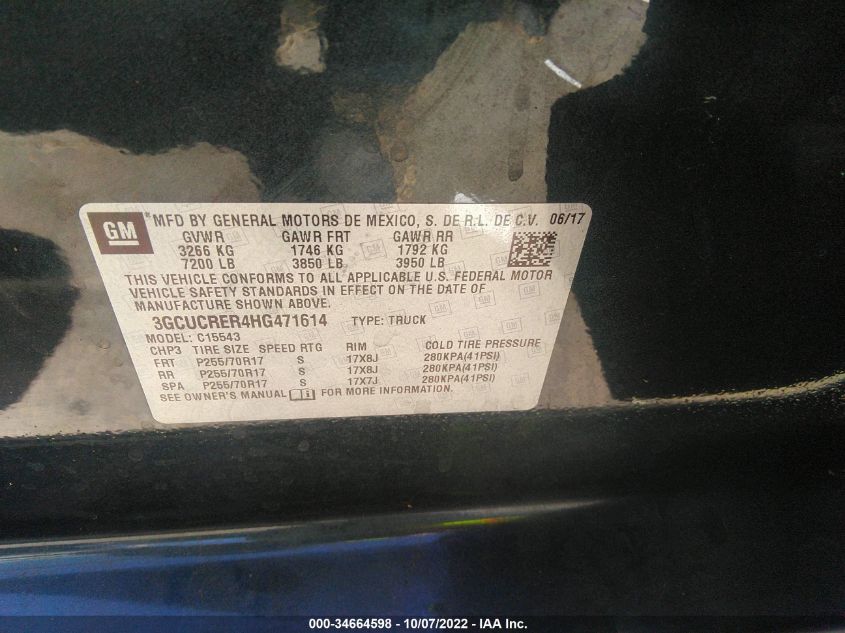 GM
® MFD BY GENERAL MOTORS DE MEXICO, S. DE R.L. DE C.V. 06/17
GVWR GAWR FRT GAWR RR
3266 KG 1746 KG 1792 KG
7200 LB 3850 LB 3950 LB
THIS VEHICLE CONFORMS TO ALL APPLICABLE U.S. FEDERAL MOTOR
VEHICLE SAFETY STANDARDS IN EFFECT ON THE DATE OF
MANUFACTURE SHOWN ABOVE.
3GCUCRER4HG471614 TYPE: TRUCK
MODEL: C15543
CHP3 TIRE SIZE SPEED RTG RIM COLD TIRE PRESSURE
FRT P255/70R17 S 17X8J 280KPA(41PSI)
RR P255/70R17 S 17X8J 280KPA(41PSI)
SPA P255/70R17 S 17X7J 280KPA(41PSI)
SEE OWNER'S MANUAL FOR MORE INFORMATION.
000-34664598 - 10/07/2022 - IAA Inc.